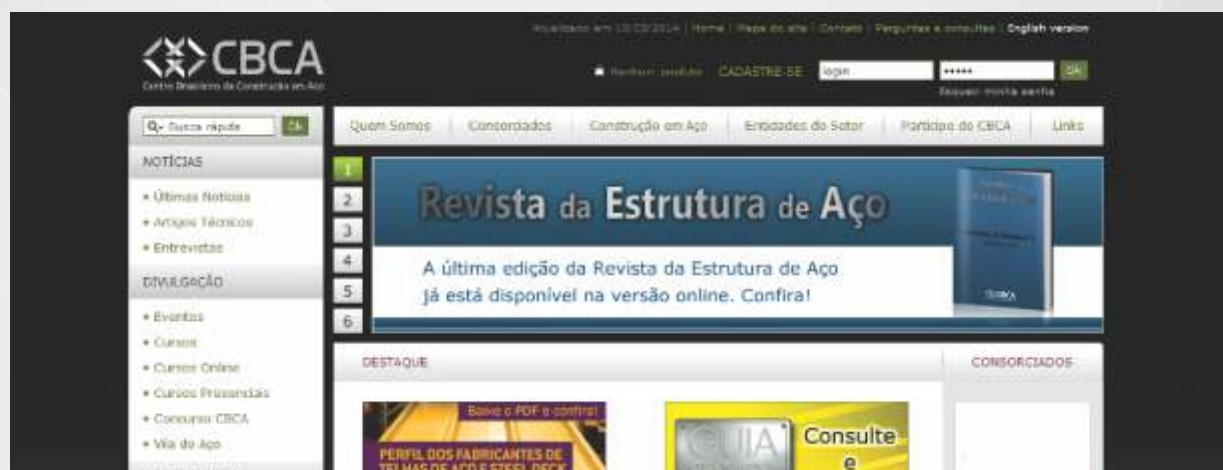 Atualizado em 13/03/2014 | Home | Mapa do site | Contato | Perguntas e consultas | English version
CBCA
Centro Brasileiro da Construção em Aço
Nenhum produto CADASTRE-SE login ***** Ok
Esqueci minha senha
Busca rápida Ok
Quem Somos Consorciados Construção em Aço Entidades do Setor Participe do CBCA Links
NOTÍCIAS
• Últimas Notícias
• Artigos Técnicos
• Entrevistas
DIVULGAÇÃO
• Eventos
• Cursos
• Cursos Online
• Cursos Presenciais
• Concurso CBCA
• Vila do Aço
1
2
3
4
5
6
Revista da Estrutura de Aço
A última edição da Revista da Estrutura de Aço
já está disponível na versão online. Confira!
DESTAQUE
CONSORCIADOS
Baixe o PDF e confira!
PERFIL DOS FABRICANTES DE
TELHAS DE AÇO E STEEL DECK
GUIA
Consulte
e